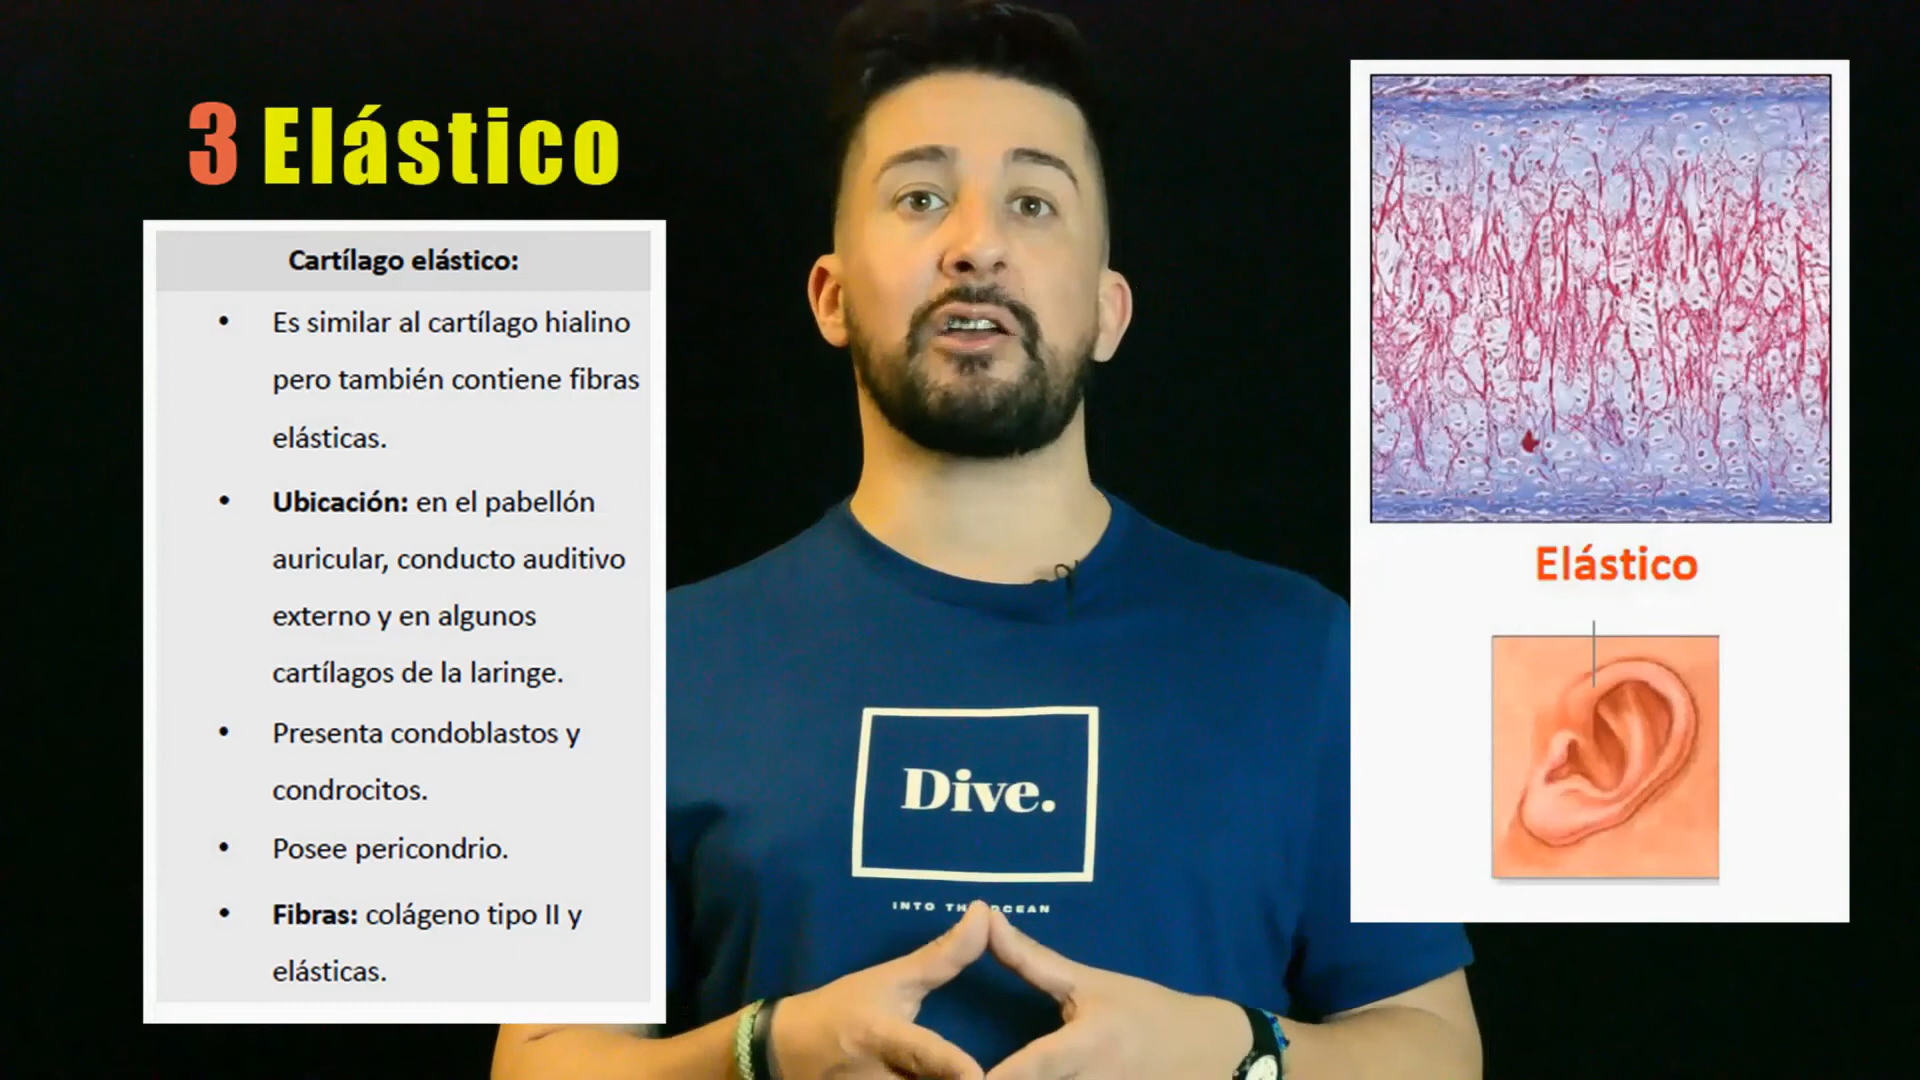 3 Elástico
Cartílago elástico:
• Es similar al cartílago hialino
pero también contiene fibras
elásticas.
• Ubicación: en el pabellón
auricular, conducto auditivo
externo y en algunos
cartílagos de la laringe.
• Presenta condoblastos y
condrocitos.
• Posee pericondrio.
• Fibras: colágeno tipo II y
elásticas.
Elástico
Dive.
INTO